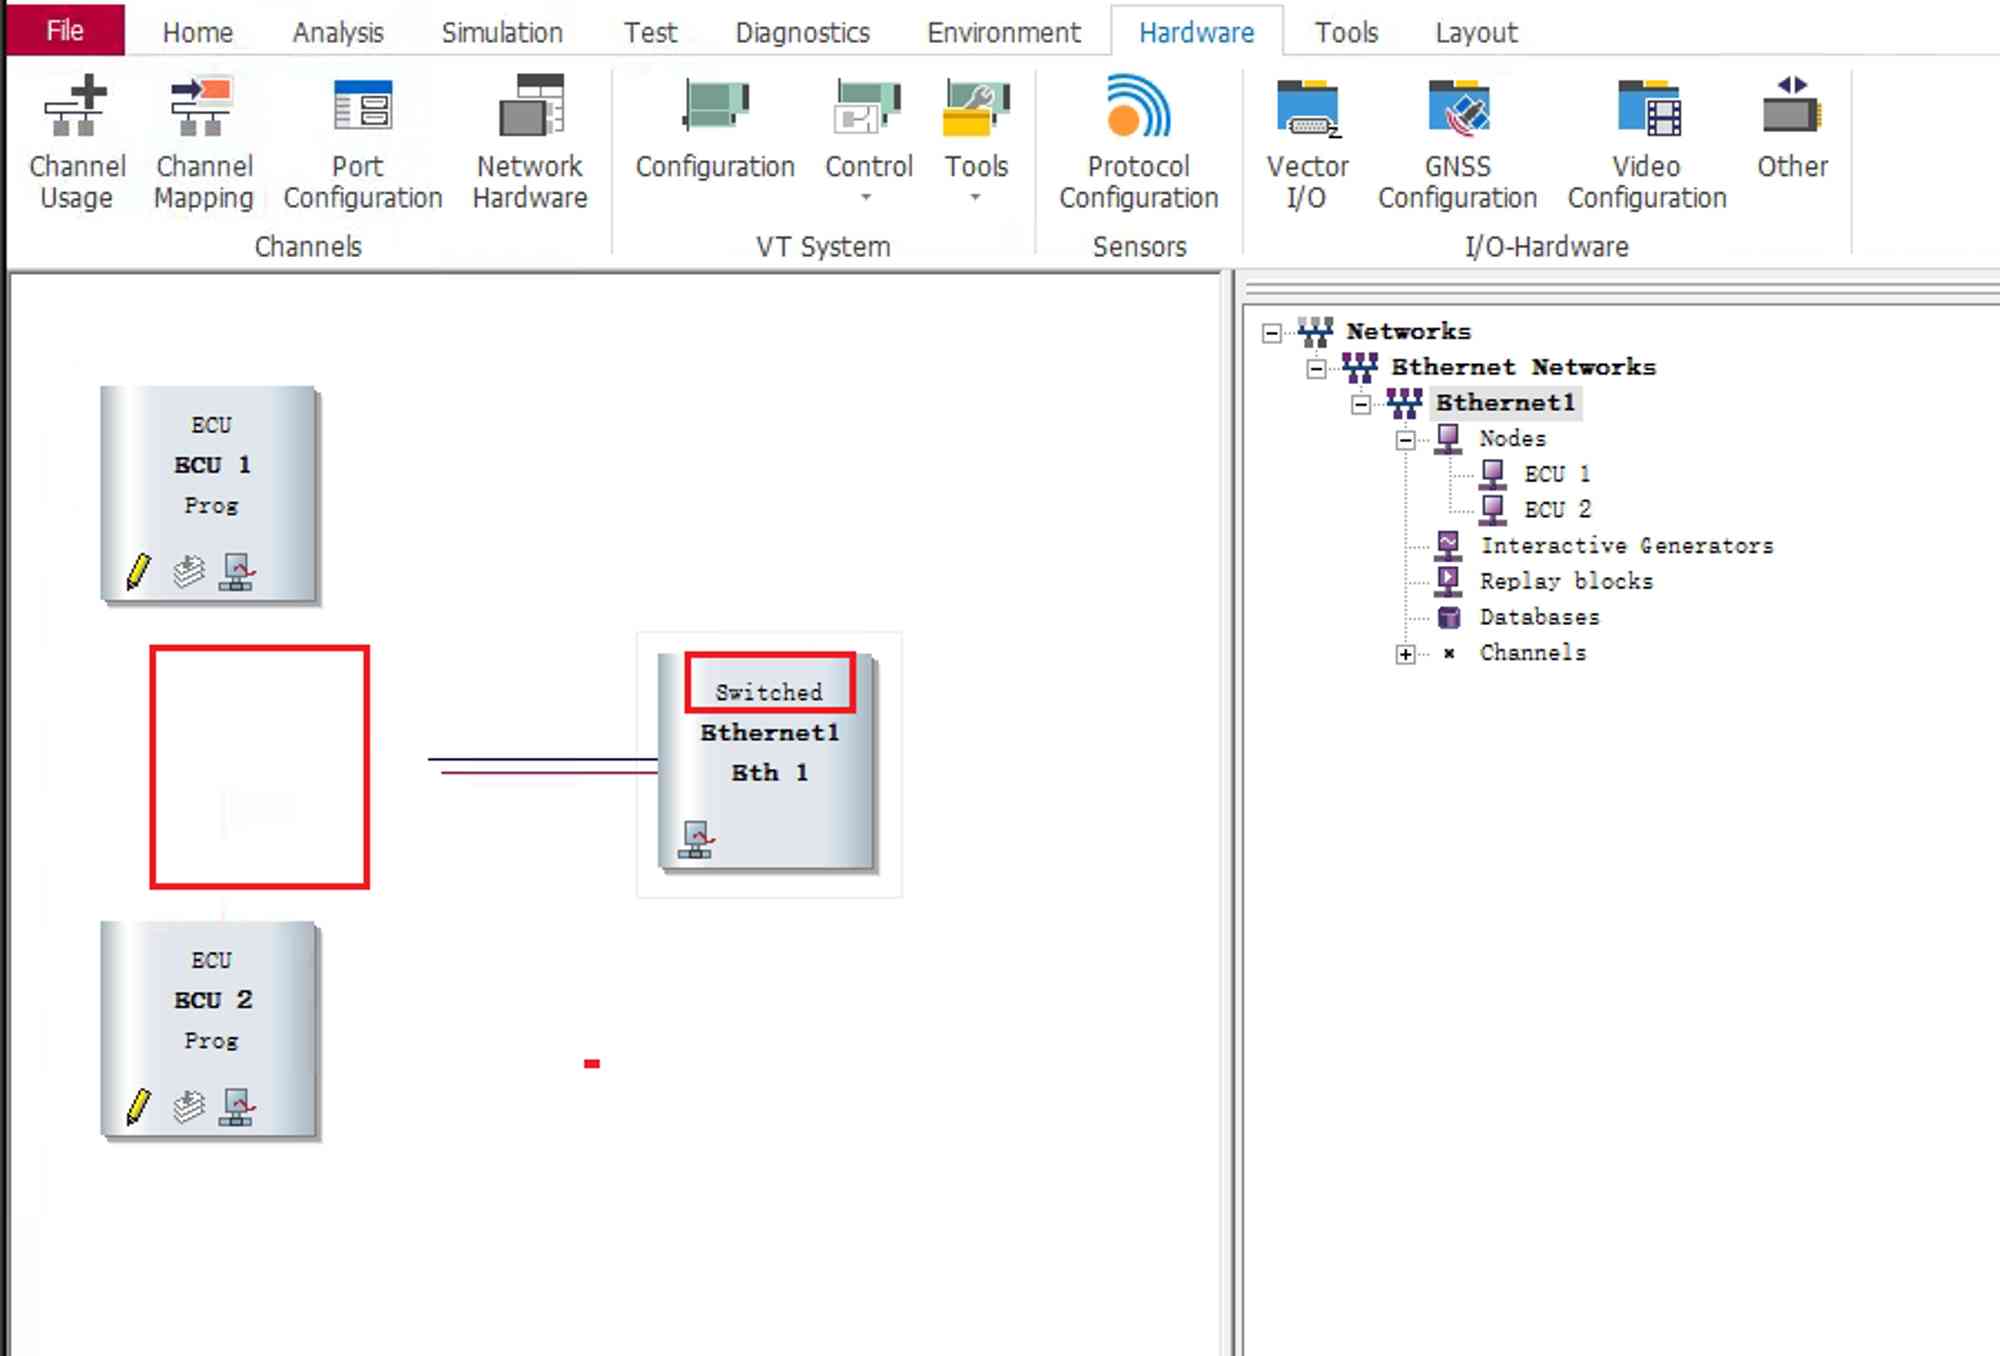 File Home Analysis Simulation Test Diagnostics Environment Hardware Tools Layout
Channel Usage
Channel Mapping
Port Configuration
Network Hardware
Configuration
Control
Tools
Protocol Configuration
Vector I/O
GNSS Configuration
Video Configuration
Other
Channels
VT System
Sensors
I/O-Hardware
ECU
ECU 1
Prog
Switched
Ethernet1
Eth 1
ECU
ECU 2
Prog
Networks
Ethernet Networks
Ethernet1
Nodes
ECU 1
ECU 2
Interactive Generators
Replay blocks
Databases
Channels